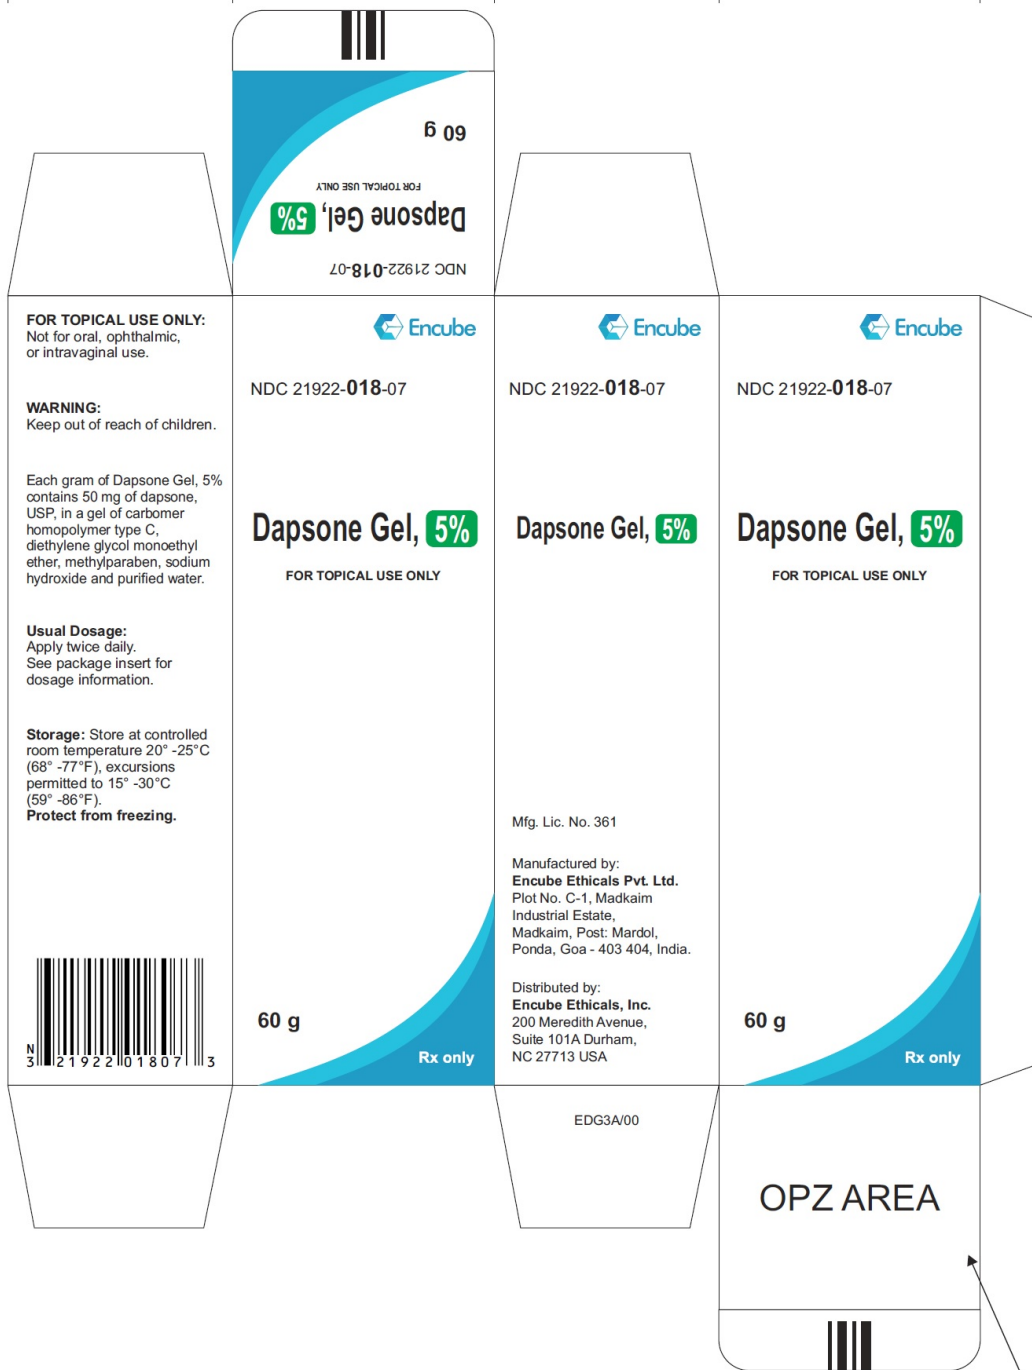 60 g
FOR TOPICAL USE ONLY
Dapsone Gel, 5%
NDC 21922-018-07
FOR TOPICAL USE ONLY:
Not for oral, ophthalmic,
or intravaginal use.
WARNING:
Keep out of reach of children.
Each gram of Dapsone Gel, 5%
contains 50 mg of dapsone,
USP, in a gel of carbomer
homopolymer type C,
diethylene glycol monoethyl
ether, methylparaben, sodium
hydroxide and purified water.
Usual Dosage:
Apply twice daily.
See package insert for
dosage information.
Storage: Store at controlled
room temperature 20° -25°C
(68° -77°F), excursions
permitted to 15° -30°C
(59° -86°F).
Protect from freezing.
N
3 21922 01807 3
Encube
NDC 21922-018-07
Dapsone Gel, 5%
FOR TOPICAL USE ONLY
60 g
Rx only
Encube
NDC 21922-018-07
Dapsone Gel, 5%
Mfg. Lic. No. 361
Manufactured by:
Encube Ethicals Pvt. Ltd.
Plot No. C-1, Madkaim
Industrial Estate,
Madkaim, Post: Mardol,
Ponda, Goa - 403 404, India.
Distributed by:
Encube Ethicals, Inc.
200 Meredith Avenue,
Suite 101A Durham,
NC 27713 USA
EDG3A/00
Encube
NDC 21922-018-07
Dapsone Gel, 5%
FOR TOPICAL USE ONLY
60 g
Rx only
OPZ AREA